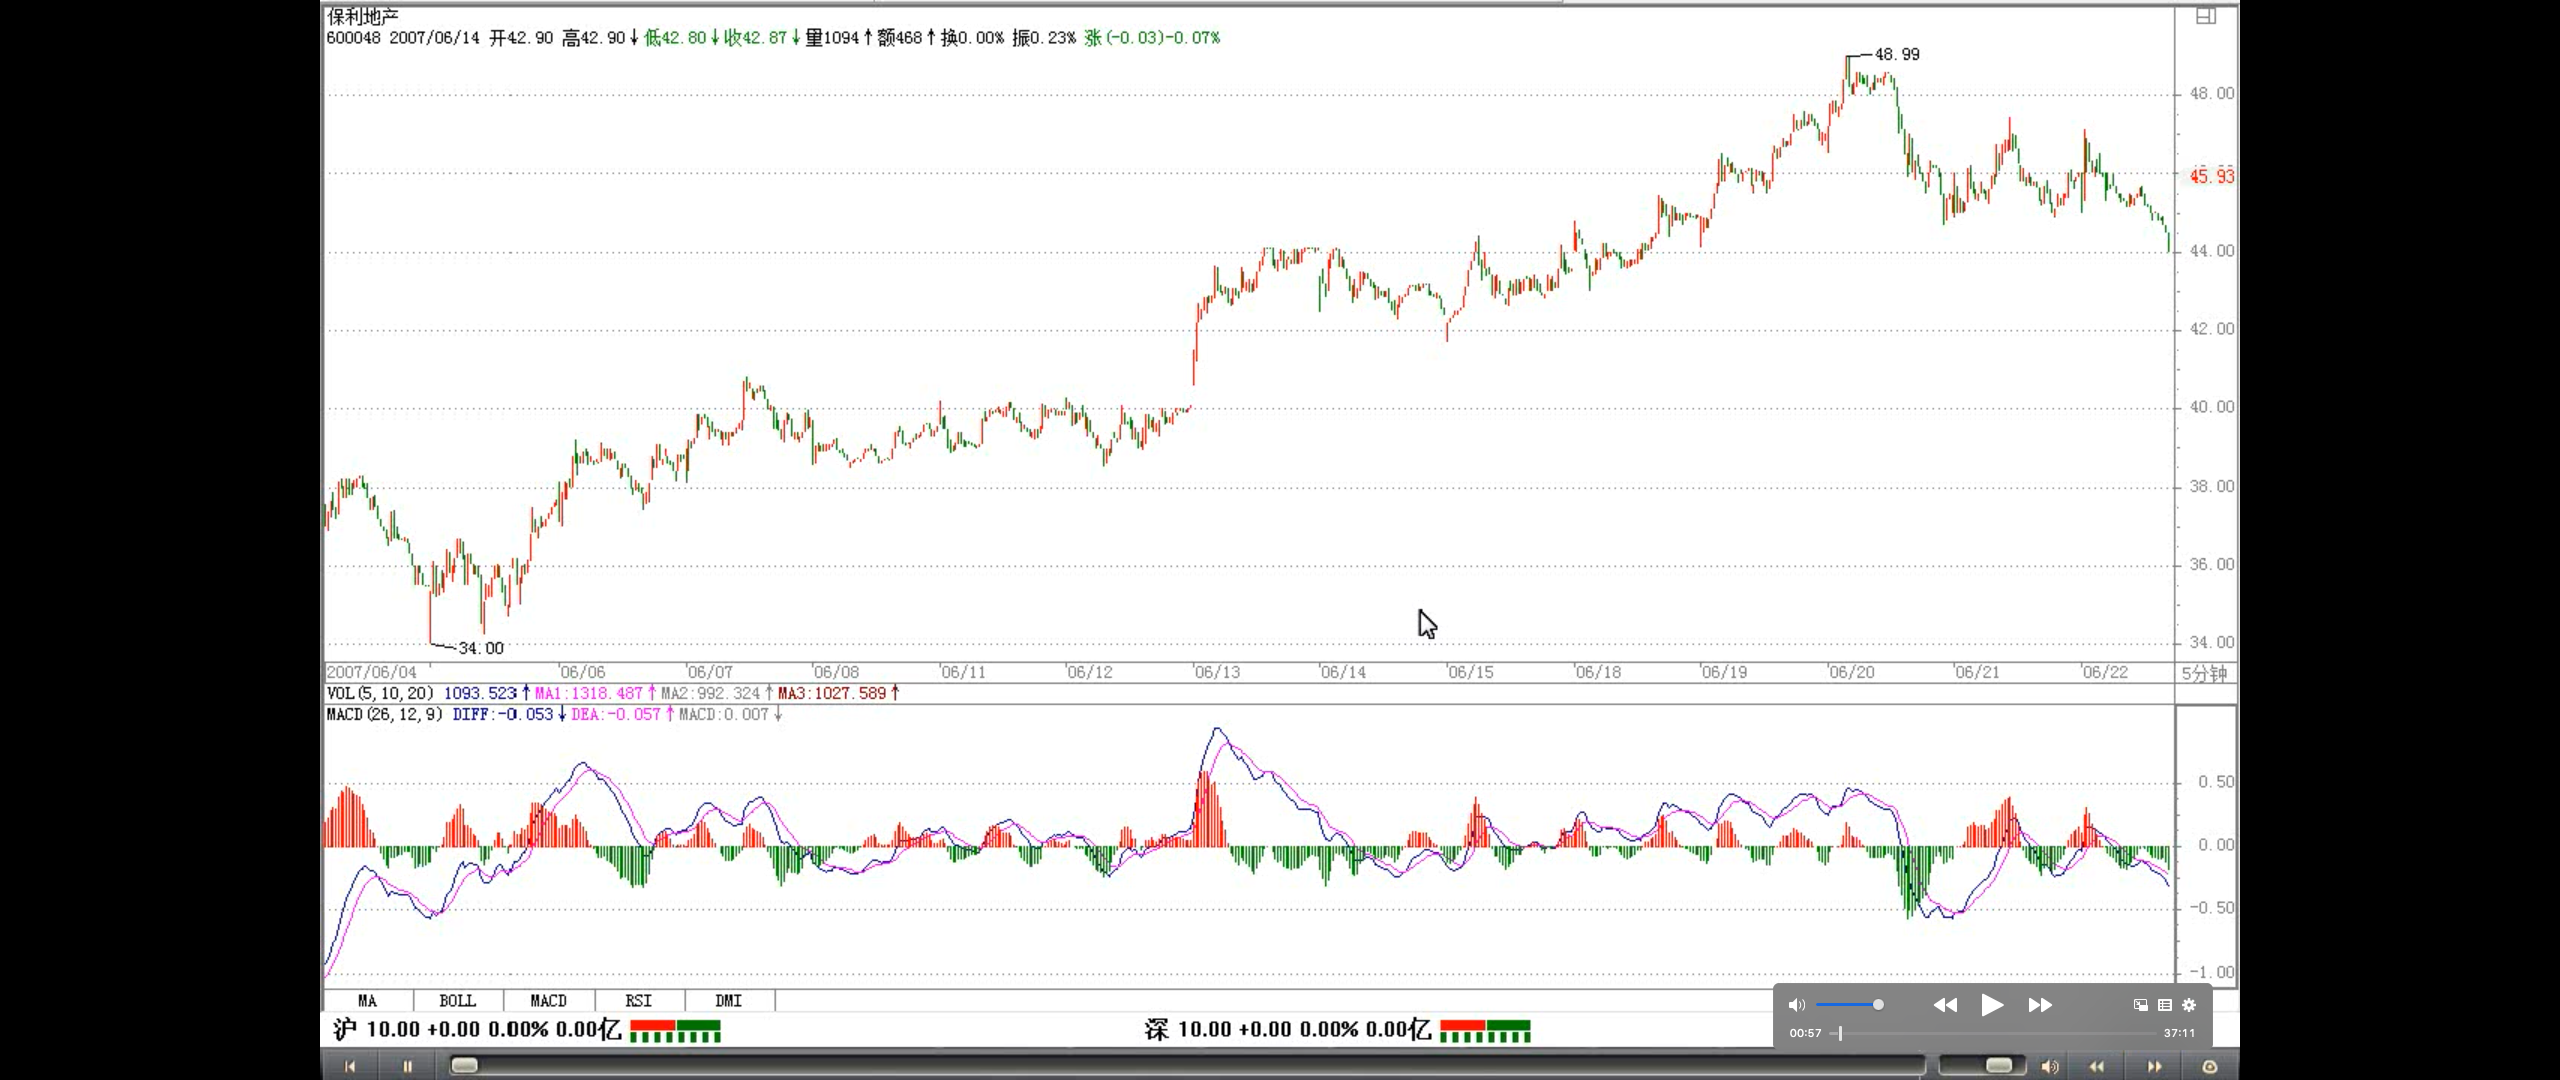 保利地产
600048 2007/06/14 开42.90 高42.90↓低42.80↓收42.87↓量1094↑额468↑换0.00% 振0.23% 涨(-0.03)-0.07%
48.99
48.00
45.93
44.00
42.00
40.00
38.00
36.00
34.00
34.00
2007/06/04 06/06 06/07 06/08 06/11 06/12 06/13 06/14 06/15 06/18 06/19 06/20 06/21 06/22 5分钟
VOL(5,10,20) 1093.523↑MA1:1318.487↑MA2:992.324↑MA3:1027.589↑
MACD(26,12,9) DIFF:-0.053↓DEA:-0.057↑MACD:0.007↓
0.50
0.00
-0.50
-1.00
MA BOLL MACD RSI DMI
沪 10.00 +0.00 0.00% 0.00亿 深 10.00 +0.00 0.00% 0.00亿
00:57 37:11